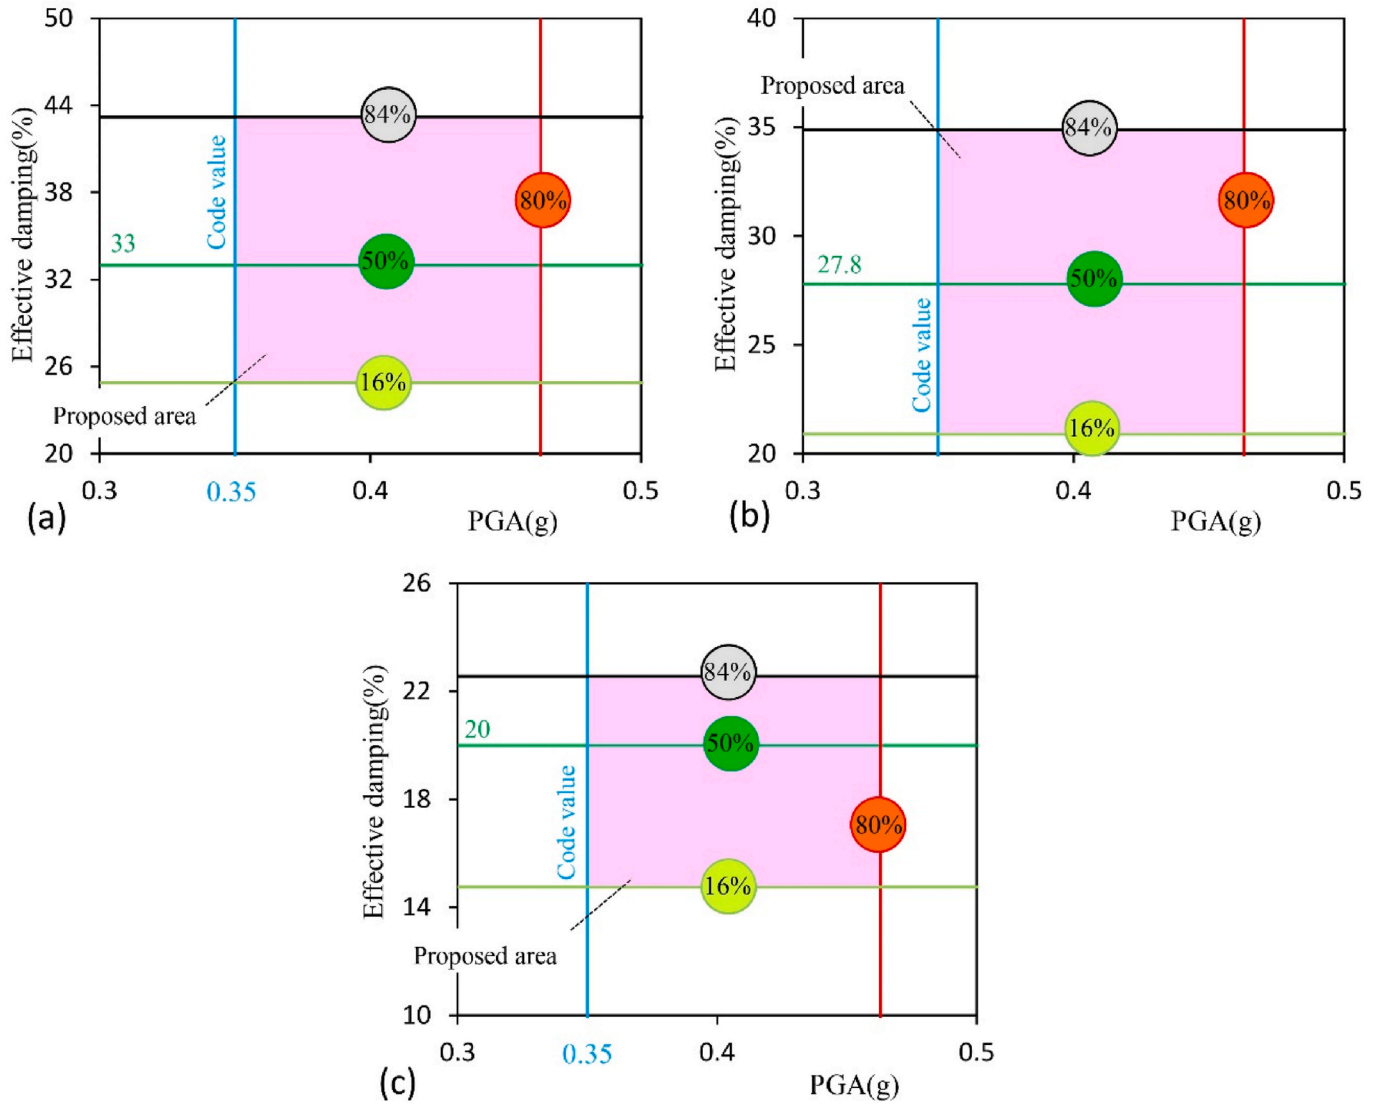 50
44
38
32
26
20
Effective damping(%)
84%
80%
50%
16%
33
Code value
Proposed area
0.3
0.35
0.4
0.5
PGA(g)
(a)
40
35
30
25
20
Effective damping(%)
Proposed area
84%
80%
50%
16%
27.8
Code value
0.3
0.4
0.5
PGA(g)
(b)
26
22
18
14
10
Effective damping(%)
84%
50%
80%
16%
20
Code value
Proposed area
0.3
0.35
0.4
0.5
PGA(g)
(c)